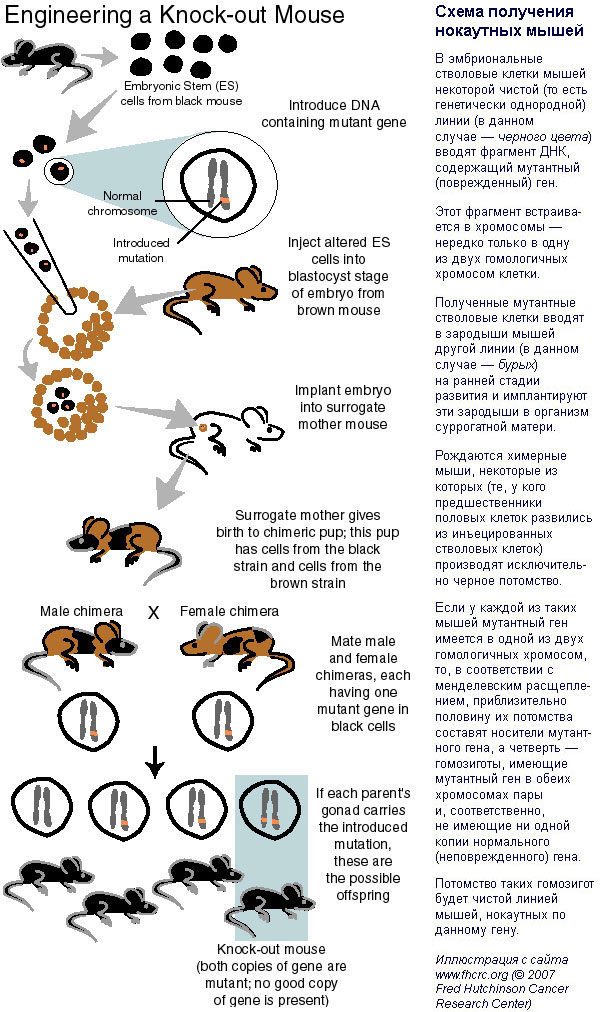 Engineering a Knock-out Mouse
Embryonic Stem (ES)
cells from black mouse
Introduce DNA
containing mutant gene
Normal
chromosome
Introduced
mutation
Inject altered ES
cells into
blastocyst stage
of embryo from
brown mouse
Implant embryo
into surrogate
mother mouse
Surrogate mother gives
birth to chimeric pup; this pup
has cells from the black
strain and cells from the
brown strain
Male chimera
X
Female chimera
Mate male
and female
chimeras, each
having one
mutant gene in
black cells
If each parent's
gonad carries
the introduced
mutation,
these are
the possible
offspring
Knock-out mouse
(both copies of gene are
mutant; no good copy
of gene is present)
Схема получения
нокаутных мышей
В эмбриональные
стволовые клетки мышей
некоторой чистой (то есть
генетически однородной)
линии (в данном
случае — черного цвета)
вводят фрагмент ДНК,
содержащий мутантный
(поврежденный) ген.
Этот фрагмент встраива-
ется в хромосомы —
нередко только в одну
из двух гомологичных
хромосом клетки.
Полученные мутантные
стволовые клетки вводят
в зародыши мышей
другой линии (в данном
случае — бурых)
на ранней стадии
развития и имплантируют
эти зародыши в организм
суррогатной матери.
Рождаются химерные
мыши, некоторые из
которых (те, у кого
предшественники
половых клеток развились
из инъецированных
стволовых клеток)
производят исключитель-
но черное потомство.
Если у каждой из таких
мышей мутантный ген
имеется в одной из двух
гомологичных хромосом,
то, в соответствии с
менделевским расщепле-
нием, приблизительно
половину их потомства
составят носители мутант-
ного гена, а четверть —
гомозиготы, имеющие
мутантный ген в обеих
хромосомах пары
и, соответственно,
не имеющие ни одной
копии нормального
(неповрежденного) гена.
Потомство таких гомозигот
будет чистой линией
мышей, нокаутных по
данному гену.
Иллюстрация с сайта
www.fhcrc.org (© 2007
Fred Hutchinson Cancer
Research Center)